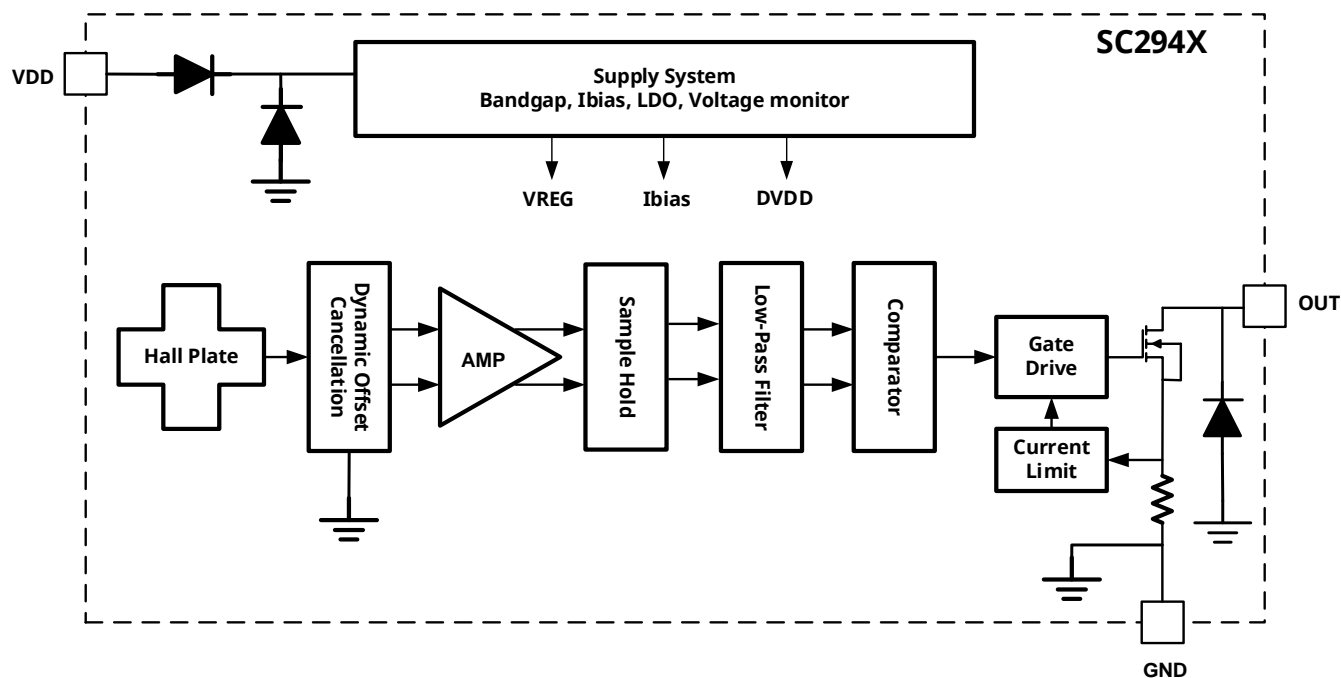 SC294X
VDD
Supply System
Bandgap, Ibias, LDO, Voltage monitor
VREG
Ibias
DVDD
Hall Plate
Dynamic Offset
Cancellation
AMP
Sample Hold
Low-Pass Filter
Comparator
Gate
Drive
Current
Limit
OUT
GND